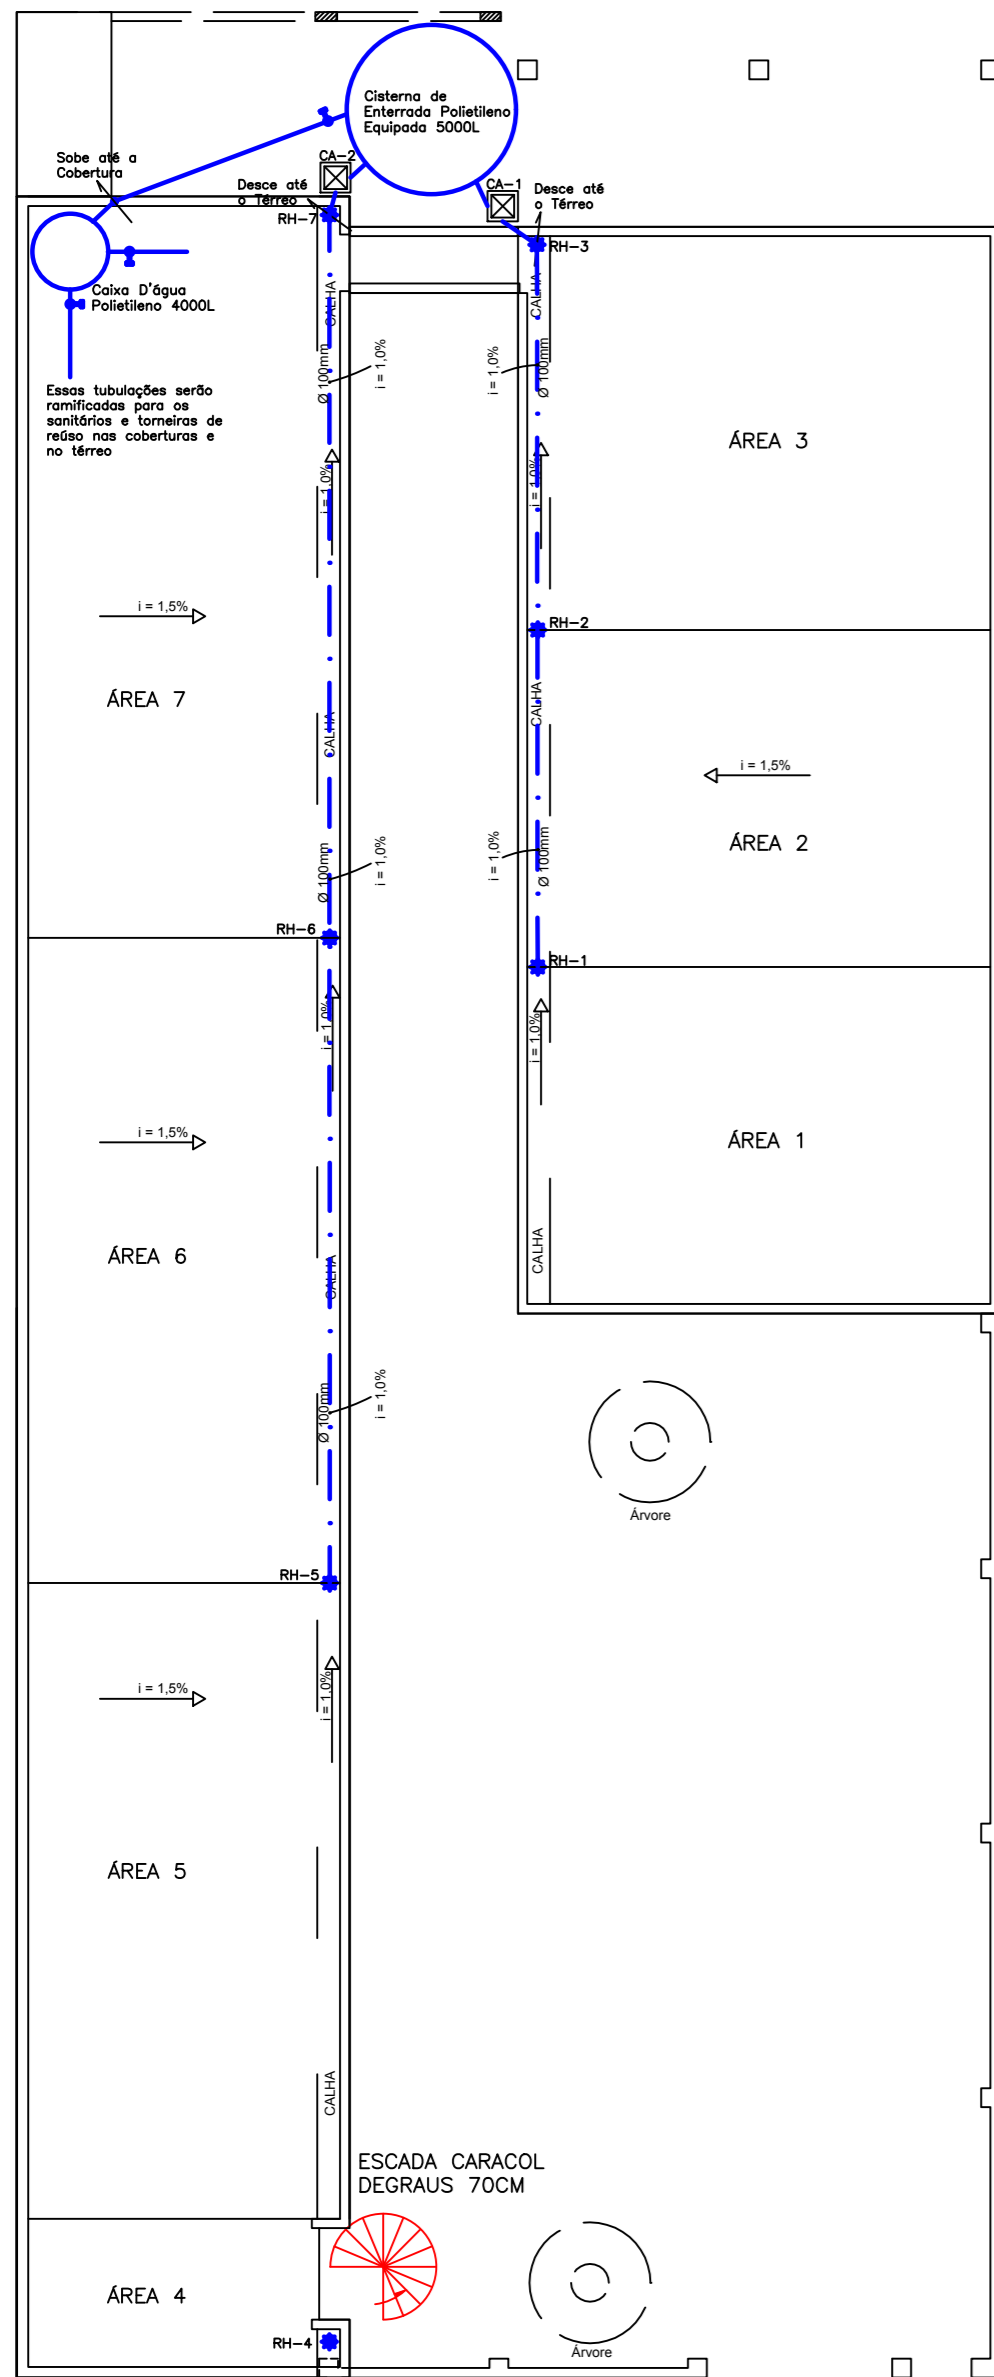 Cisterna de
Enterrada Polietileno
Equipada 5000L
CA-2
Sobe até a
Cobertura
Desce até
o Térreo
RH-7
CA-1
Desce até
o Térreo
RH-3
Caixa D'água
Polietileno 4000L
Essas tubulações serão
ramificadas para os
sanitários e torneiras de
reúso nas coberturas e
no térreo
CALHA
CALHA
Ø 100mm
i = 1,0%
i = 1,0%
Ø 100mm
ÁREA 3
i = 1,0%
i = 1,0%
i = 1,5%
RH-2
ÁREA 7
CALHA
CALHA
i = 1,5%
ÁREA 2
Ø 100mm
i = 1,0%
i = 1,0%
Ø 100mm
RH-6
RH-1
i = 1,0%
i = 1,0%
i = 1,5%
ÁREA 1
ÁREA 6
CALHA
CALHA
Ø 100mm
i = 1,0%
Árvore
RH-5
i = 1,5%
i = 1,0%
ÁREA 5
CALHA
ESCADA CARACOL
DEGRAUS 70CM
ÁREA 4
RH-4
Árvore